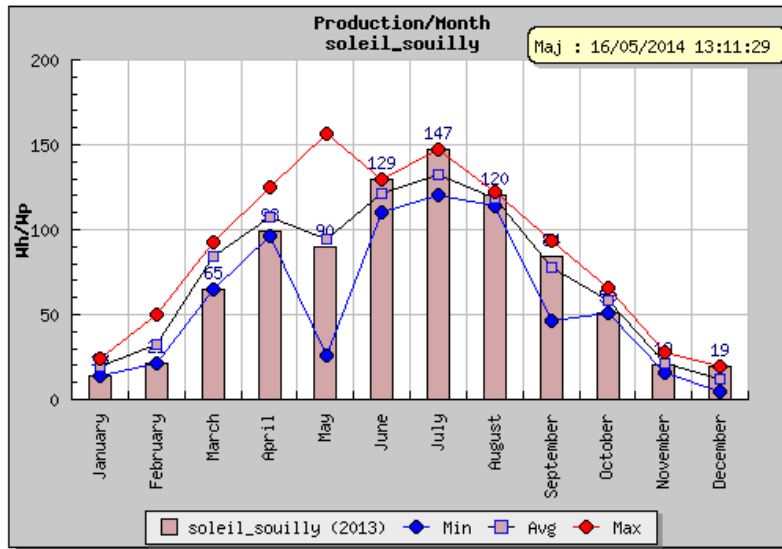 Production/Month
soleil_souilly
Maj : 16/05/2014 13:11:29
Wh/Wp
200
150
100
50
0
65
90
129
147
120
19
January
February
March
April
May
June
July
August
September
October
November
December
soleil_souilly (2013)
Min
Avg
Max